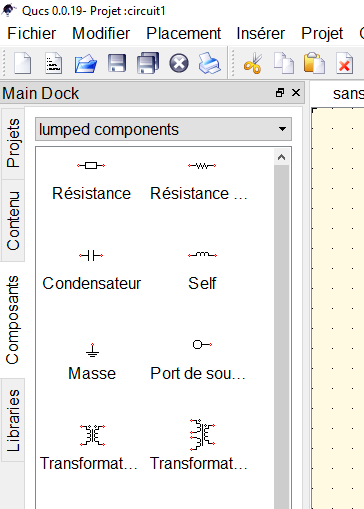 Qucs 0.0.19- Projet :circuit1
Fichier Modifier Placement Insérer Projet
Main Dock
sans
lumped components
Projets
Contenu
Composants
Libraries
Résistance Résistance ...
Condensateur Self
Masse Port de sou...
Transformat... Transformat...